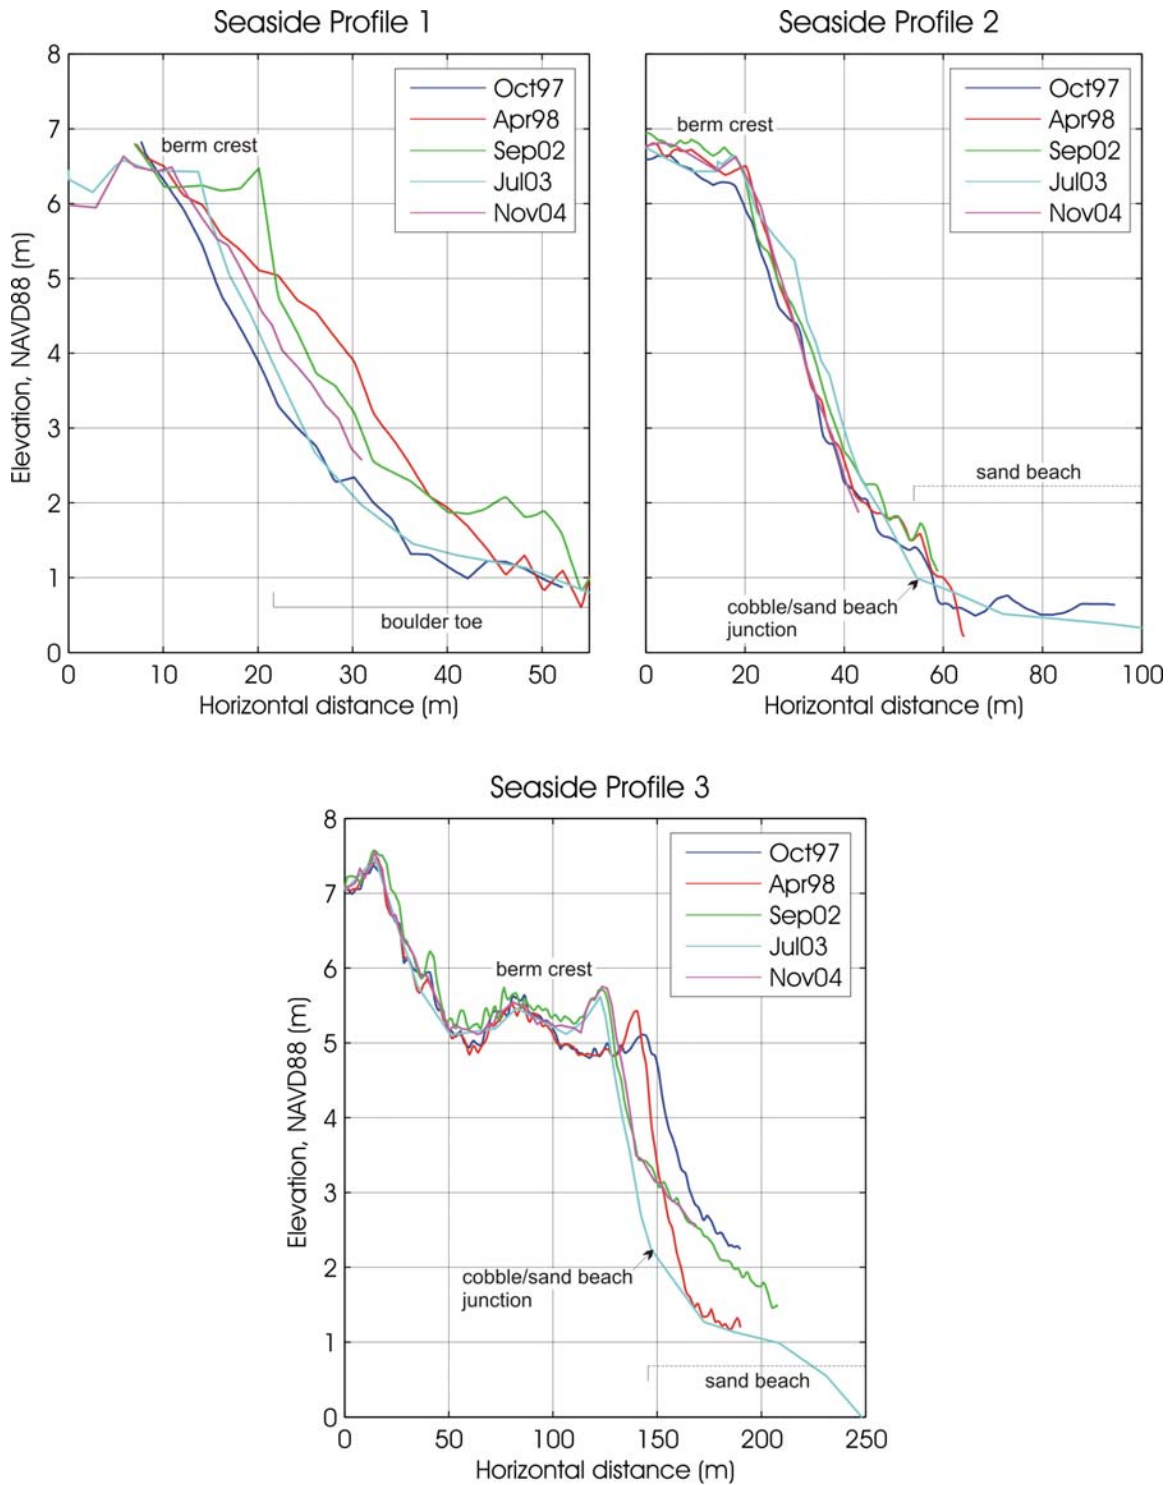 Seaside Profile 1
8
7
6
5
4
3
2
1
0
Elevation, NAVD88 (m)
berm crest
Oct97
Apr98
Sep02
Jul03
Nov04
boulder toe
0 10 20 30 40 50
Horizontal distance (m)
Seaside Profile 2
berm crest
Oct97
Apr98
Sep02
Jul03
Nov04
sand beach
cobble/sand beach
junction
0 20 40 60 80 100
Horizontal distance (m)
Seaside Profile 3
8
7
6
5
4
3
2
1
0
Elevation, NAVD88 (m)
Oct97
Apr98
Sep02
Jul03
Nov04
berm crest
cobble/sand beach
junction
sand beach
0 50 100 150 200 250
Horizontal distance (m)